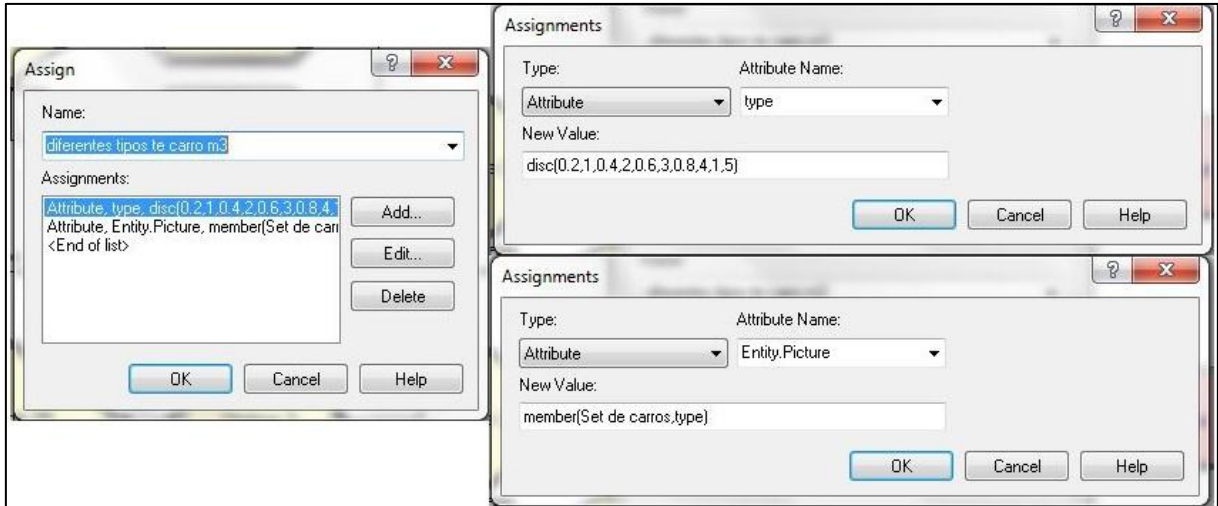 Assign
Name:
diferentes tipos te carro m3
Assignments:
Attribute, type, disc(0.2,1,0.4,2,0.6,3,0.8,4,1
Attribute, Entity.Picture, member(Set de carr
<End of list>
Add...
Edit...
Delete
OK Cancel Help
Assignments
Type: Attribute Name:
Attribute type
New Value:
disc(0.2,1,0.4,2,0.6,3,0.8,4,1,5)
OK Cancel Help
Assignments
Type: Attribute Name:
Attribute Entity.Picture
New Value:
member(Set de carros,type)
OK Cancel Help